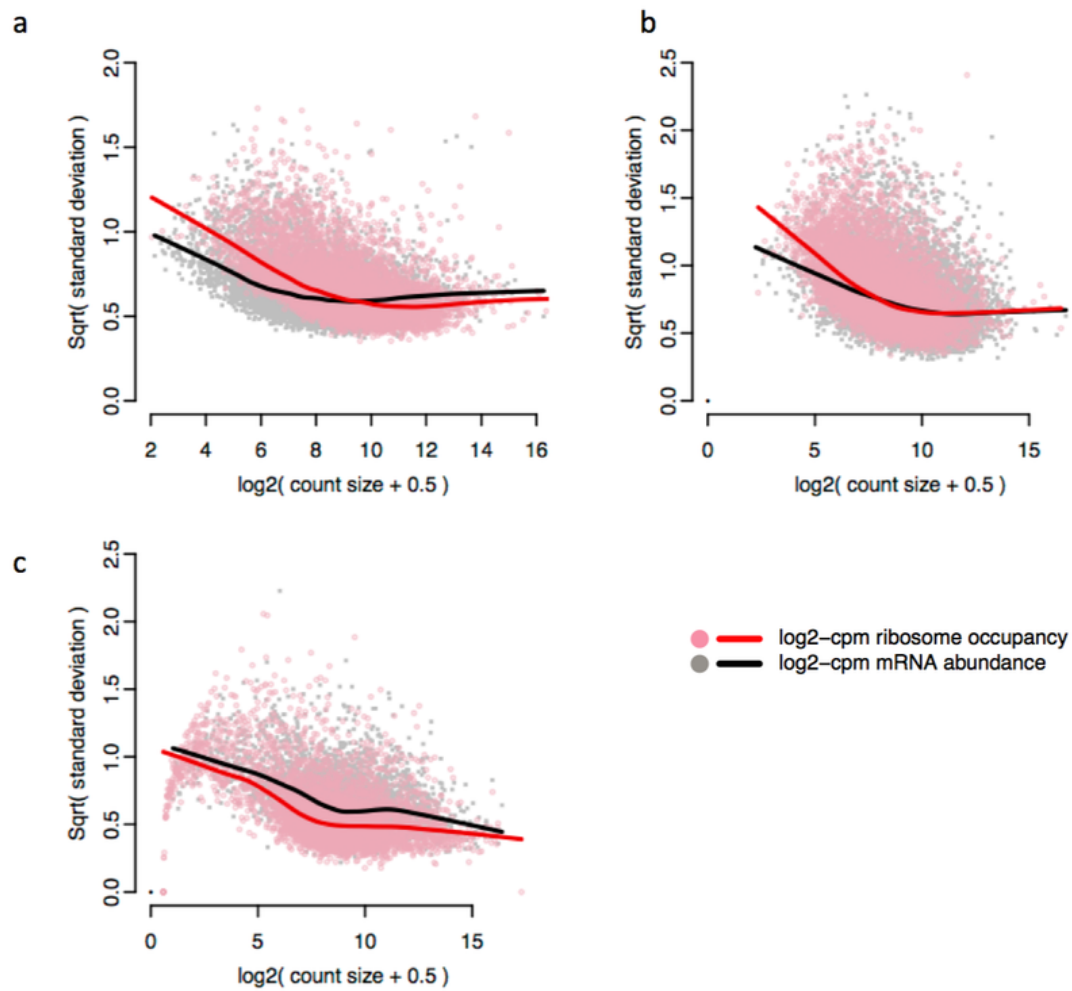 a
Sqrt( standard deviation )
0.0 0.5 1.0 1.5 2.0
2 4 6 8 10 12 14 16
log2( count size + 0.5 )
b
Sqrt( standard deviation )
0.0 0.5 1.0 1.5 2.0 2.5
0 5 10 15
log2( count size + 0.5 )
c
Sqrt( standard deviation )
0.0 0.5 1.0 1.5 2.0 2.5
0 5 10 15
log2( count size + 0.5 )
log2−cpm ribosome occupancy
log2−cpm mRNA abundance